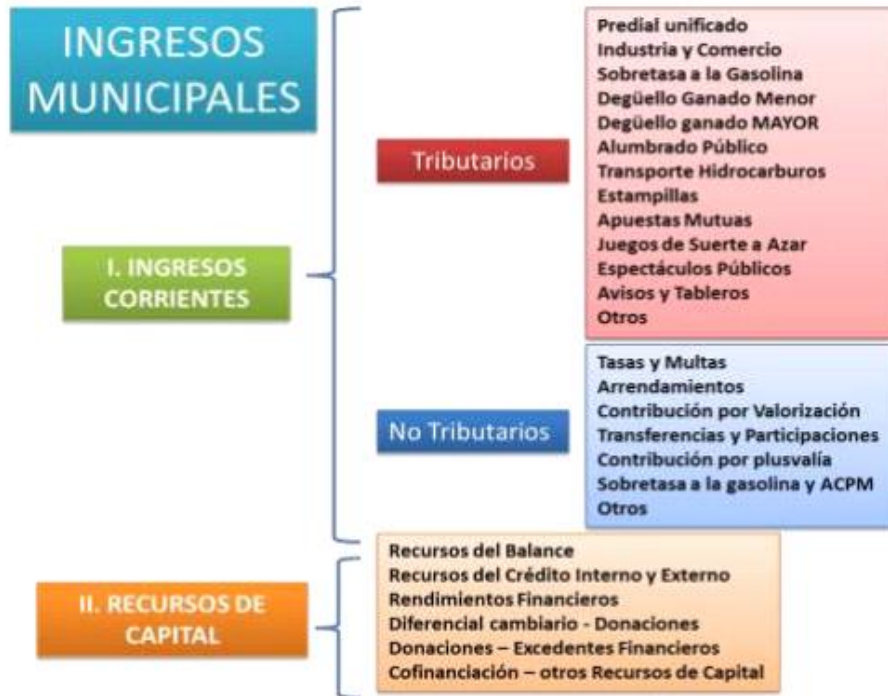 INGRESOS
MUNICIPALES
I. INGRESOS
CORRIENTES
Tributarios
Predial unificado
Industria y Comercio
Sobretasa a la Gasolina
Degüello Ganado Menor
Degüello ganado MAYOR
Alumbrado Público
Transporte Hidrocarburos
Estampillas
Apuestas Mutuas
Juegos de Suerte a Azar
Espectáculos Públicos
Avisos y Tableros
Otros
No Tributarios
Tasas y Multas
Arrendamientos
Contribución por Valorización
Transferencias y Participaciones
Contribución por plusvalía
Sobretasa a la gasolina y ACPM
Otros
II. RECURSOS DE
CAPITAL
Recursos del Balance
Recursos del Crédito Interno y Externo
Rendimientos Financieros
Diferencial cambiario - Donaciones
Donaciones – Excedentes Financieros
Cofinanciación – otros Recursos de Capital